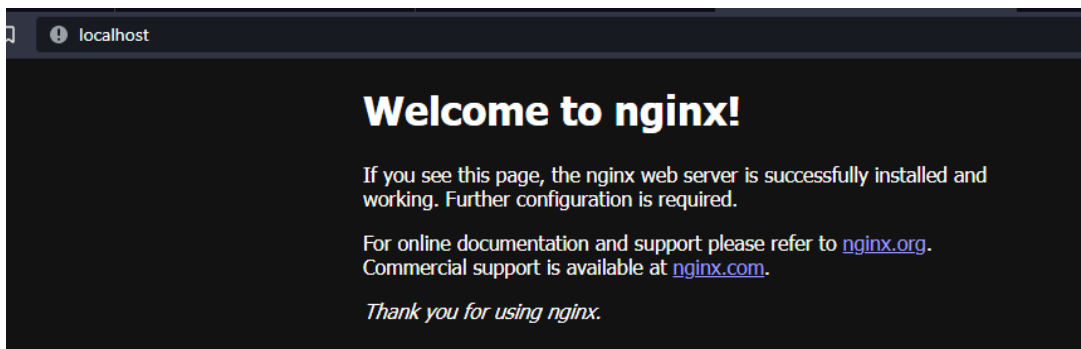 localhost
Welcome to nginx!
If you see this page, the nginx web server is successfully installed and
working. Further configuration is required.
For online documentation and support please refer to nginx.org.
Commercial support is available at nginx.com.
Thank you for using nginx.